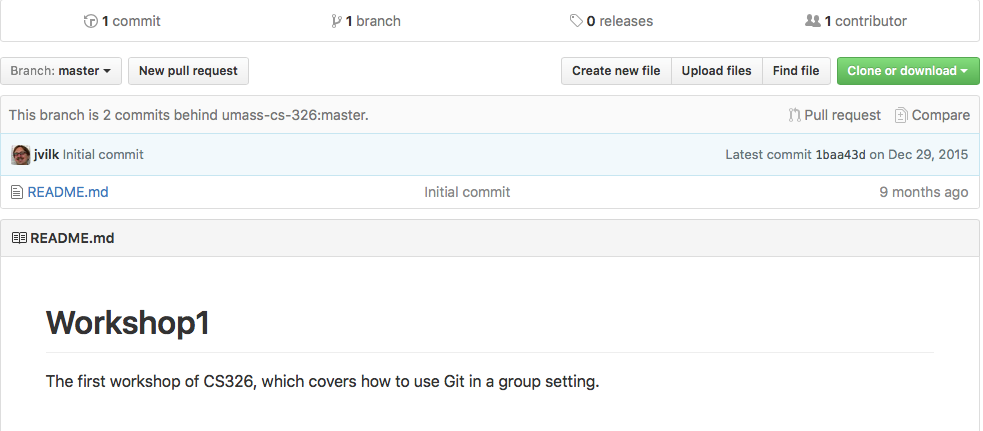 1 commit 1 branch 0 releases 1 contributor
Branch: master New pull request Create new file Upload files Find file Clone or download
This branch is 2 commits behind umass-cs-326:master. Pull request Compare
jvilk Initial commit Latest commit 1baa43d on Dec 29, 2015
README.md Initial commit 9 months ago
README.md
Workshop1
The first workshop of CS326, which covers how to use Git in a group setting.